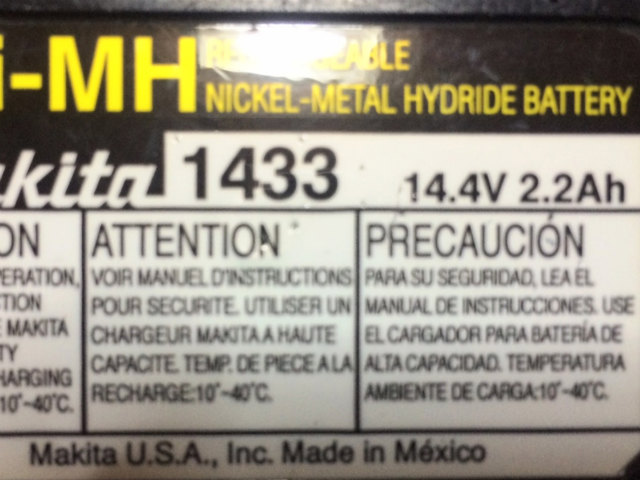 i-MH
RECHARGEABLE
NICKEL-METAL HYDRIDE BATTERY
akita 1433 14.4V 2.2Ah
ON
PERATION,
CTION
E MAKITA
TY
HARGING
10°~40°C.
ATTENTION
VOIR MANUEL D'INSTRUCTIONS
POUR SECURITE. UTILISER UN
CHARGEUR MAKITA A HAUTE
CAPACITE. TEMP. DE PIECE A LA
RECHARGE:10°~40°C.
PRECAUCIÓN
PARA SU SEGURIDAD, LEA EL
MANUAL DE INSTRUCCIONES. USE
EL CARGADOR PARA BATERÍA DE
ALTA CAPACIDAD. TEMPERATURA
AMBIENTE DE CARGA:10°~40°C.
Makita U.S.A., Inc. Made in México